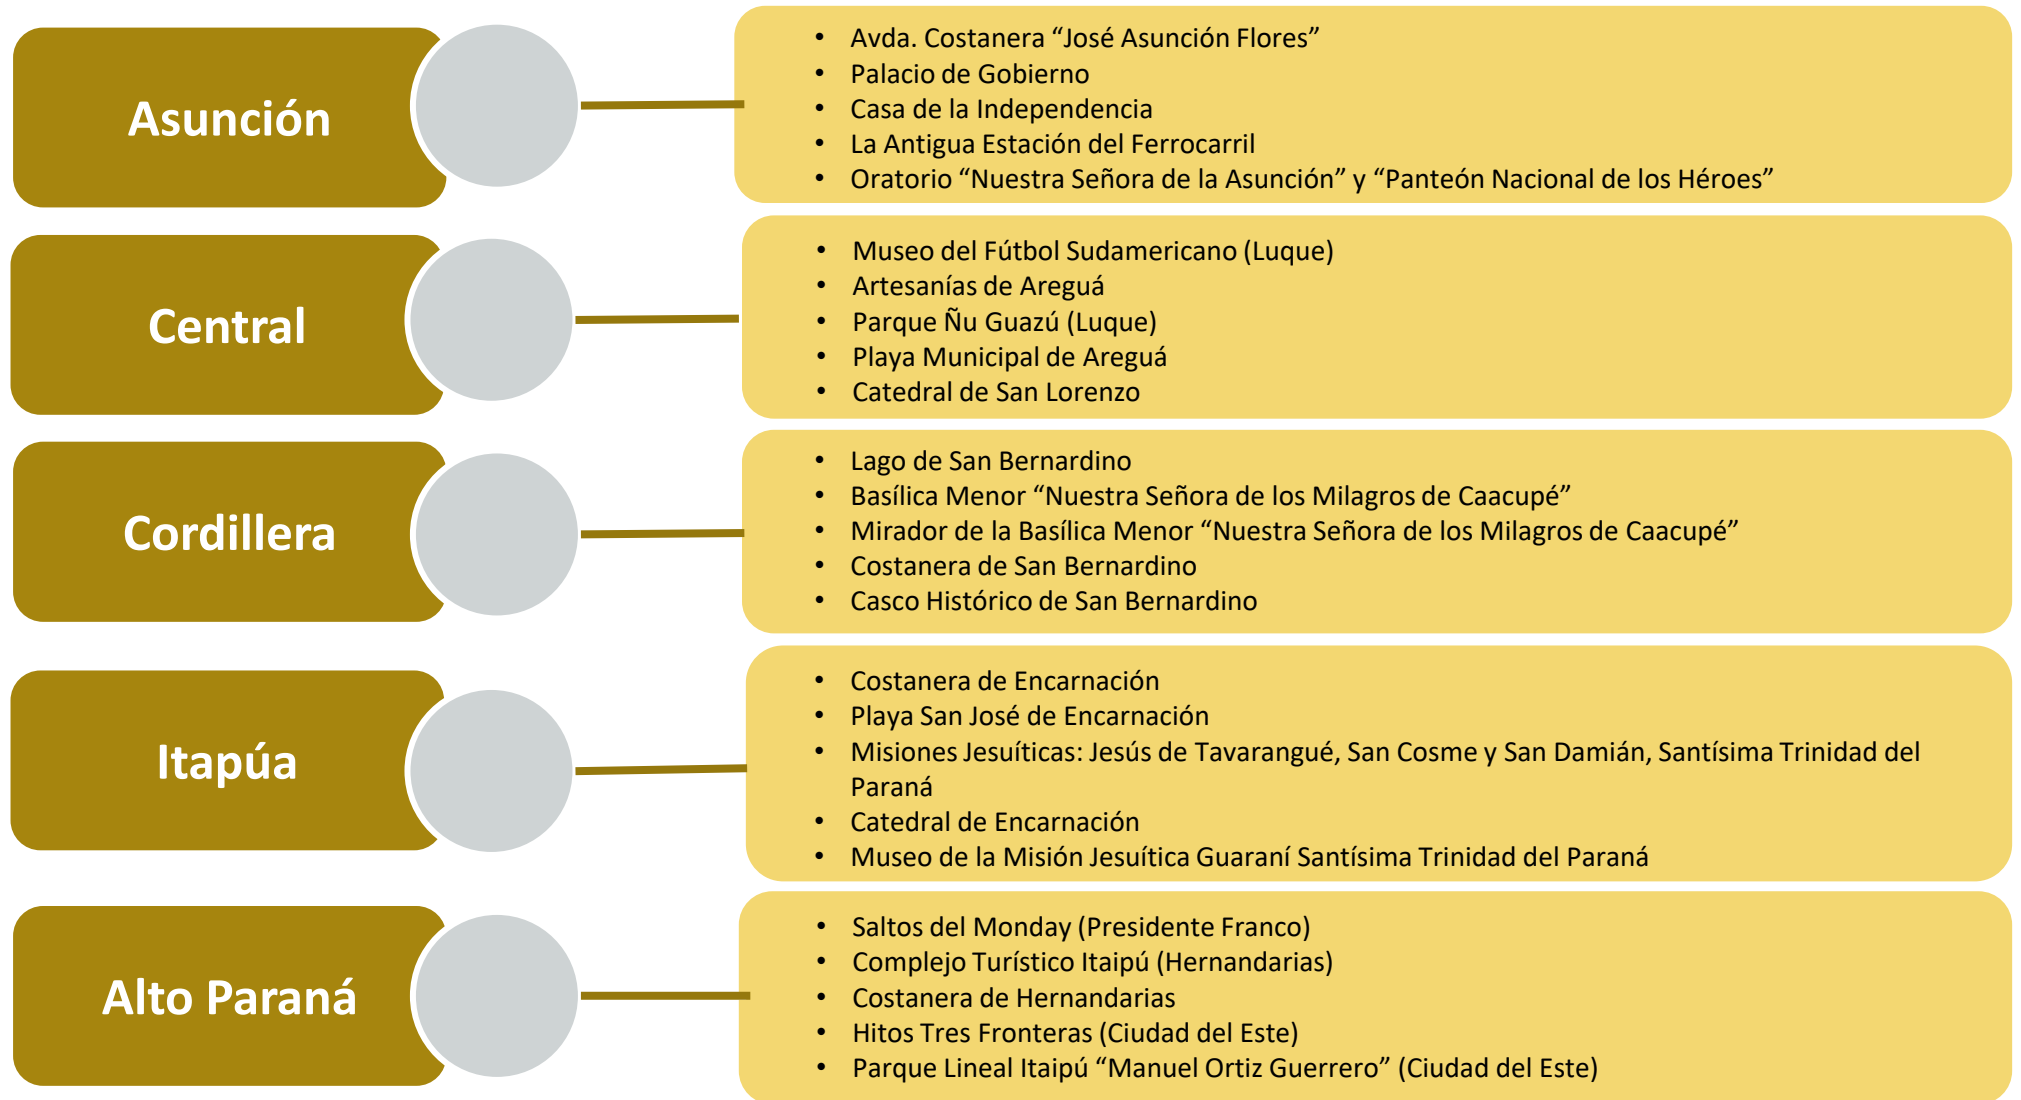 Asunción
• Avda. Costanera “José Asunción Flores”
• Palacio de Gobierno
• Casa de la Independencia
• La Antigua Estación del Ferrocarril
• Oratorio “Nuestra Señora de la Asunción” y “Panteón Nacional de los Héroes”
Central
• Museo del Fútbol Sudamericano (Luque)
• Artesanías de Areguá
• Parque Ñu Guazú (Luque)
• Playa Municipal de Areguá
• Catedral de San Lorenzo
Cordillera
• Lago de San Bernardino
• Basílica Menor “Nuestra Señora de los Milagros de Caacupé”
• Mirador de la Basílica Menor “Nuestra Señora de los Milagros de Caacupé”
• Costanera de San Bernardino
• Casco Histórico de San Bernardino
Itapúa
• Costanera de Encarnación
• Playa San José de Encarnación
• Misiones Jesuíticas: Jesús de Tavarangué, San Cosme y San Damián, Santísima Trinidad del
Paraná
• Catedral de Encarnación
• Museo de la Misión Jesuítica Guaraní Santísima Trinidad del Paraná
Alto Paraná
• Saltos del Monday (Presidente Franco)
• Complejo Turístico Itaipú (Hernandarias)
• Costanera de Hernandarias
• Hitos Tres Fronteras (Ciudad del Este)
• Parque Lineal Itaipú “Manuel Ortiz Guerrero” (Ciudad del Este)